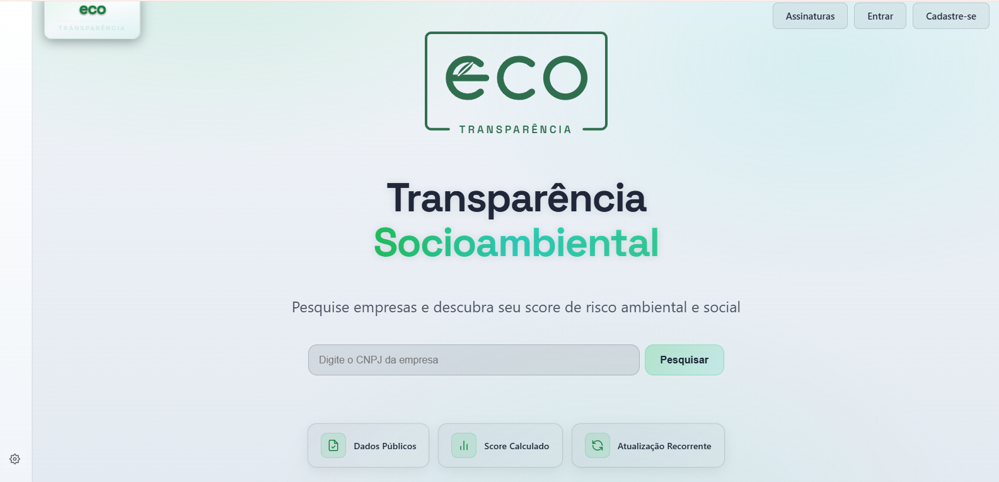 eco
TRANSPARÊNCIA
Assinaturas
Entrar
Cadastre-se
eco
TRANSPARÊNCIA
Transparência
Socioambiental
Pesquise empresas e descubra seu score de risco ambiental e social
Digite o CNPJ da empresa
Pesquisar
Dados Públicos
Score Calculado
Atualização Recorrente